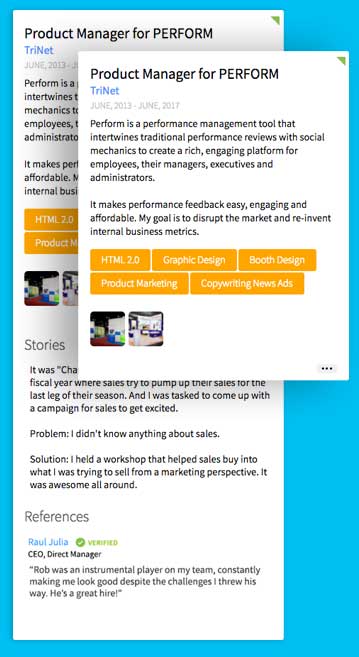 Product Manager for PERFORM
TriNet
JUNE, 2013 -
Perform is a
intertwines
mechanics to
employees,
administrator
It makes perf
affordable.
internal busi
HTML 2.0
Product M
Product Manager for PERFORM
TriNet
JUNE, 2013 - JUNE, 2017
Perform is a performance management tool that
intertwines traditional performance reviews with social
mechanics to create a rich, engaging platform for
employees, their managers, executives and
administrators.
It makes performance feedback easy, engaging and
affordable. My goal is to disrupt the market and re-invent
internal business metrics.
HTML 2.0
Graphic Design
Booth Design
Product Marketing
Copywriting News Ads
Stories
It was "Cha
fiscal year where sales try to pump up their sales for the
last leg of their season. And I was tasked to come up with
a campaign for sales to get excited.
Problem: I didn't know anything about sales.
Solution: I held a workshop that helped sales buy into
what I was trying to sell from a marketing perspective. It
was awesome all around.
References
Raul Julia VERIFIED
CEO, Direct Manager
"Rob was an instrumental player on my team, constantly
making me look good despite the challenges I threw his
way. He's a great hire!"